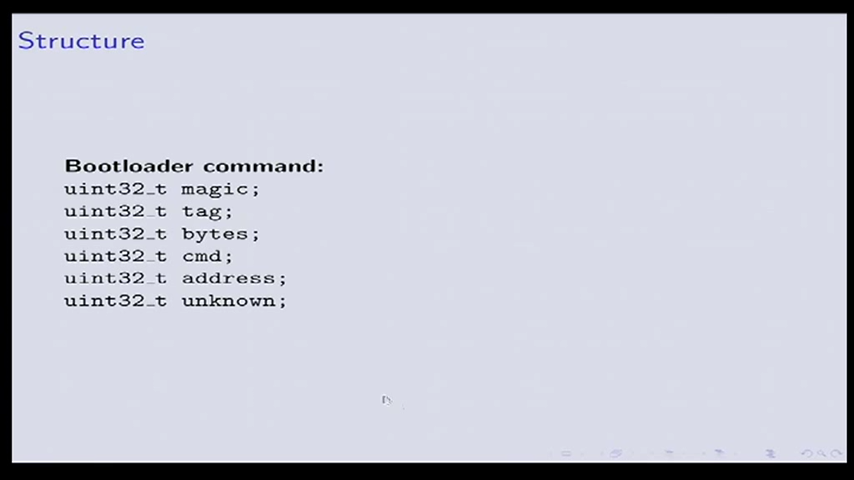 Structure
Bootloader command:
uint32_t magic;
uint32_t tag;
uint32_t bytes;
uint32_t cmd;
uint32_t address;
uint32_t unknown;